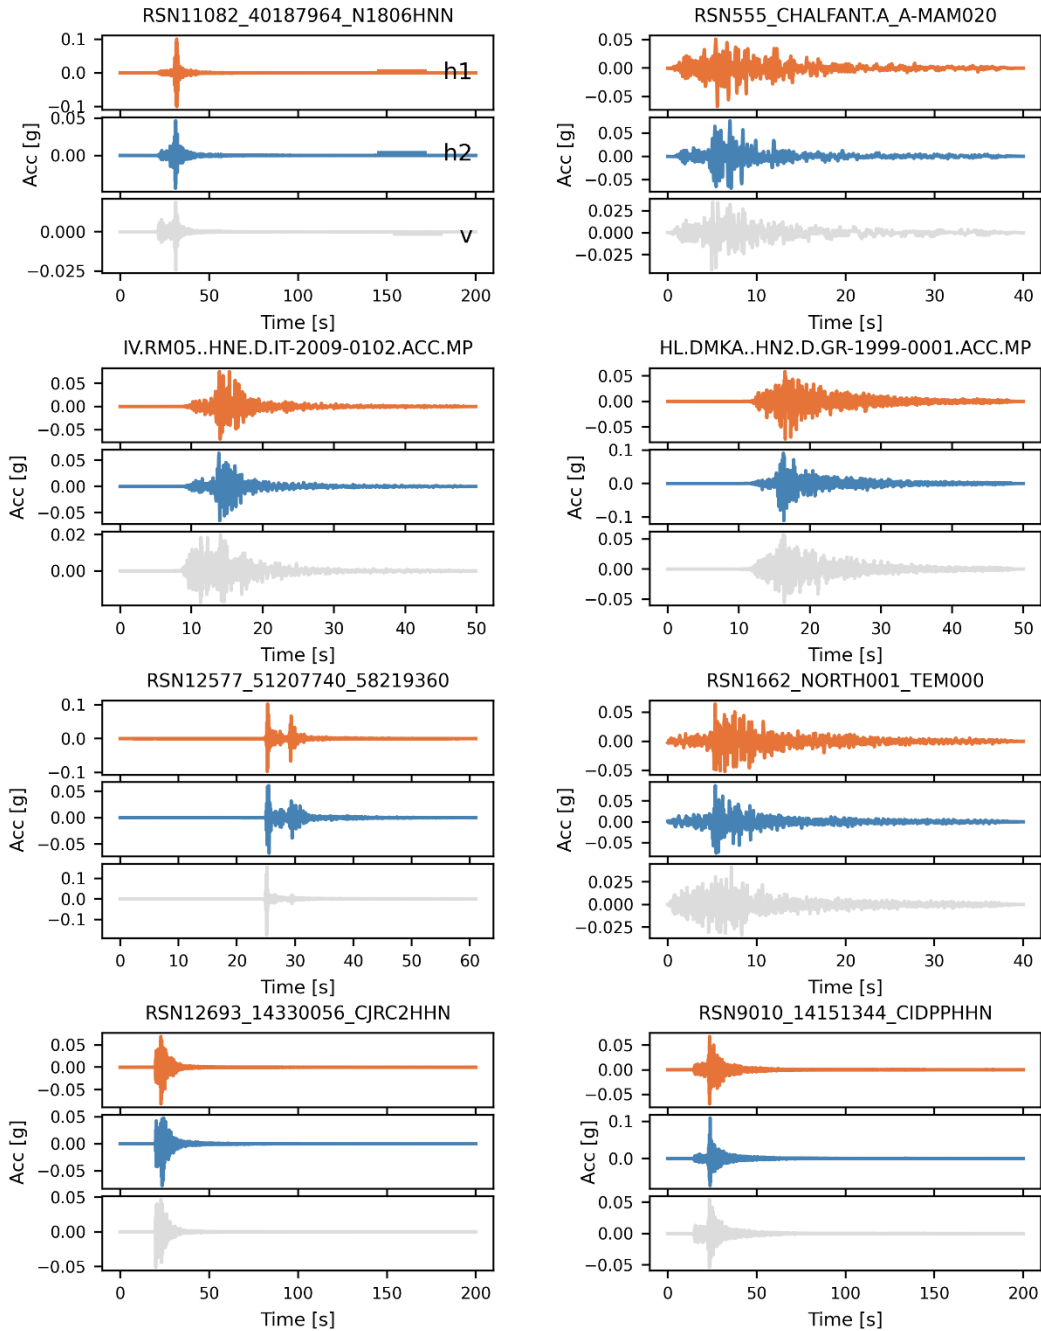 RSN11082_40187964_N1806HNN
0.1
0.0
−0.1
h1
0.05
0.00
h2
0.000
−0.025
v
Acc [g]
0 50 100 150 200
Time [s]
RSN555_CHALFANT.A_A-MAM020
0.05
0.00
−0.05
0.05
0.00
−0.05
0.025
0.000
−0.025
Acc [g]
0 10 20 30 40
Time [s]
IV.RM05..HNE.D.IT-2009-0102.ACC.MP
0.05
0.00
−0.05
0.05
0.00
−0.05
0.02
0.00
Acc [g]
0 10 20 30 40 50
Time [s]
HL.DMKA..HN2.D.GR-1999-0001.ACC.MP
0.05
0.00
−0.05
0.1
0.0
−0.1
0.05
0.00
−0.05
Acc [g]
0 10 20 30 40 50
Time [s]
RSN12577_51207740_58219360
0.1
0.0
−0.1
0.05
0.00
−0.05
0.1
0.0
−0.1
Acc [g]
0 10 20 30 40 50 60
Time [s]
RSN1662_NORTH001_TEM000
0.05
0.00
−0.05
0.05
0.00
−0.05
0.025
0.000
−0.025
Acc [g]
0 10 20 30 40
Time [s]
RSN12693_14330056_CJRC2HHN
0.05
0.00
−0.05
0.05
0.00
−0.05
0.05
0.00
−0.05
Acc [g]
0 50 100 150 200
Time [s]
RSN9010_14151344_CIDPPHHN
0.05
0.00
−0.05
0.1
0.0
0.05
0.00
−0.05
Acc [g]
0 50 100 150 200
Time [s]